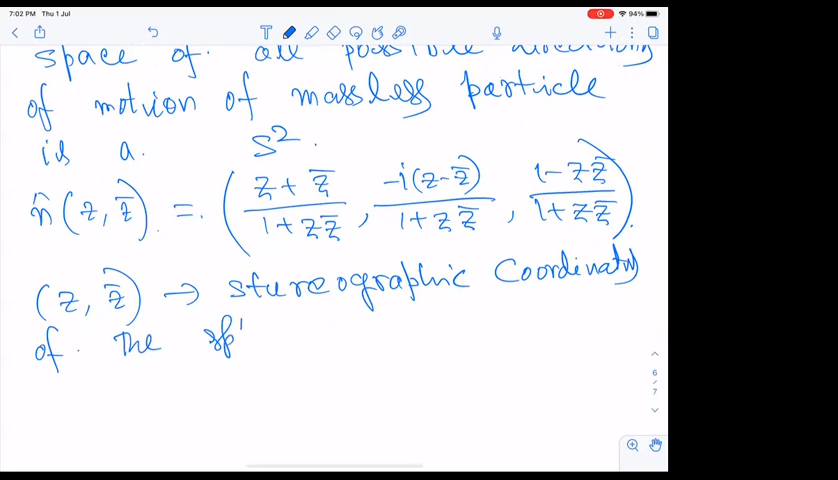 7:02 PM Thu 1 Jul
94%
space of all possible directions
of motion of massless particle
is a S²
n̂(z, z̄) = ( (z + z̄)/(1 + zz̄), (-i(z - z̄))/(1 + zz̄), (1 - zz̄)/(1 + zz̄) ).
(z, z̄) → stereographic coordinates
of the sp
6
/
7